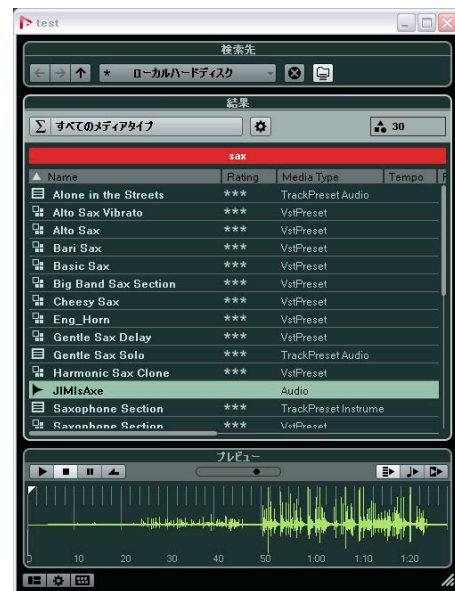 test
検索先
* ローカルハードディスク
結果
Σ すべてのメディアタイプ 30
sax
Name Rating Media Type Tempo
Alone in the Streets *** TrackPreset Audio
Alto Sax Vibrato *** VstPreset
Alto Sax *** VstPreset
Bari Sax *** VstPreset
Basic Sax *** VstPreset
Big Band Sax Section *** VstPreset
Cheesy Sax *** VstPreset
Eng_Horn *** VstPreset
Gentle Sax Delay *** VstPreset
Gentle Sax Solo *** TrackPreset Audio
Harmonic Sax Clone *** VstPreset
JIMIsAxe Audio
Saxophone Section *** TrackPreset Instrume
Saxophone Section *** VstPreset
プレビュー
0 10 20 30 40 50 1:00 1:10 1:20